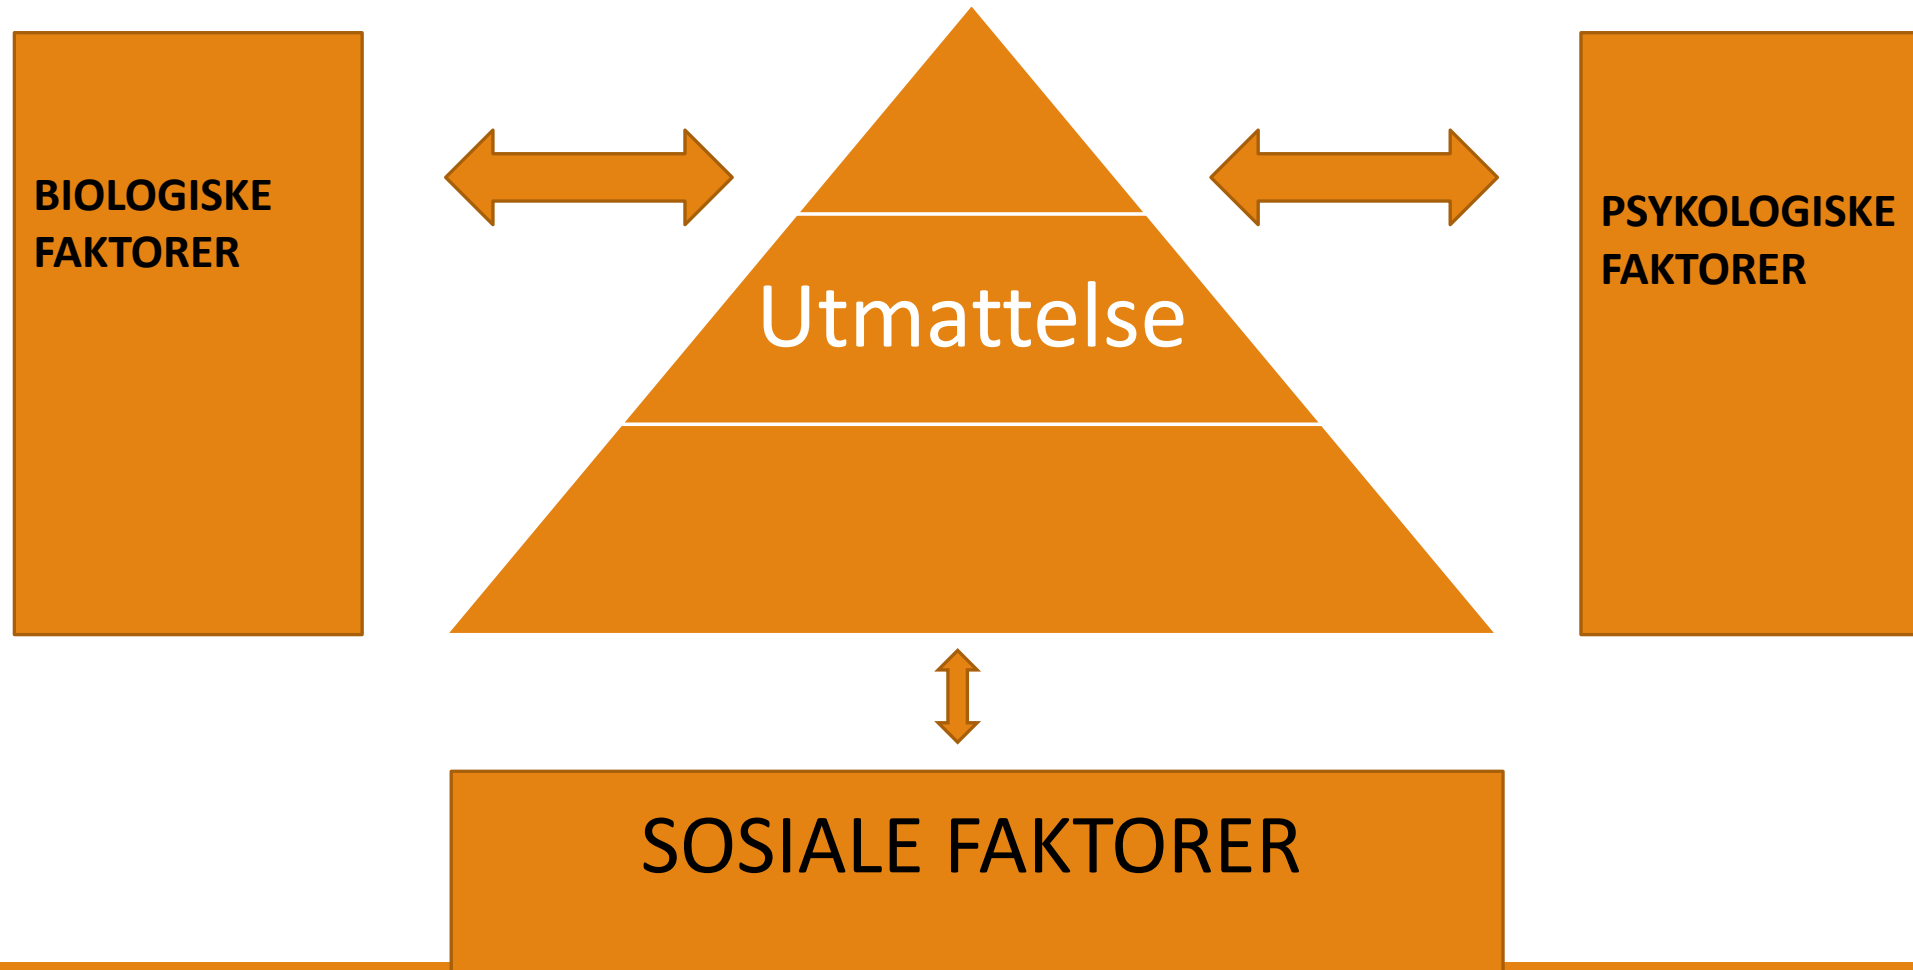 BIOLOGISKE
FAKTORER
Utmattelse
PSYKOLOGISKE
FAKTORER
SOSIALE FAKTORER